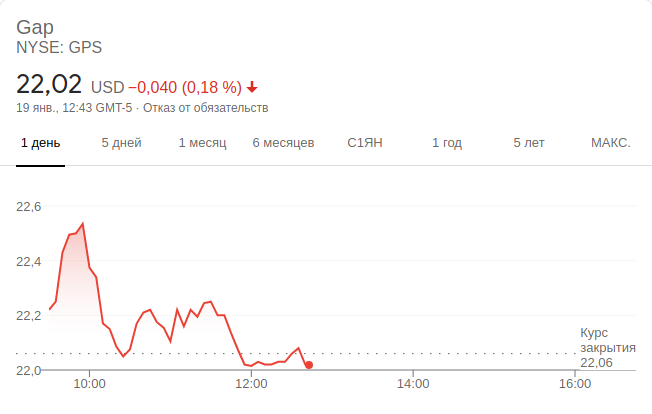 Gap
NYSE: GPS
22,02 USD −0,040 (0,18 %)
19 янв., 12:43 GMT-5 · Отказ от обязательств
1 день 5 дней 1 месяц 6 месяцев С1ЯН 1 год 5 лет МАКС.
22,6
22,4
22,2
Курс
закрытия
22,06
22,0
10:00 12:00 14:00 16:00